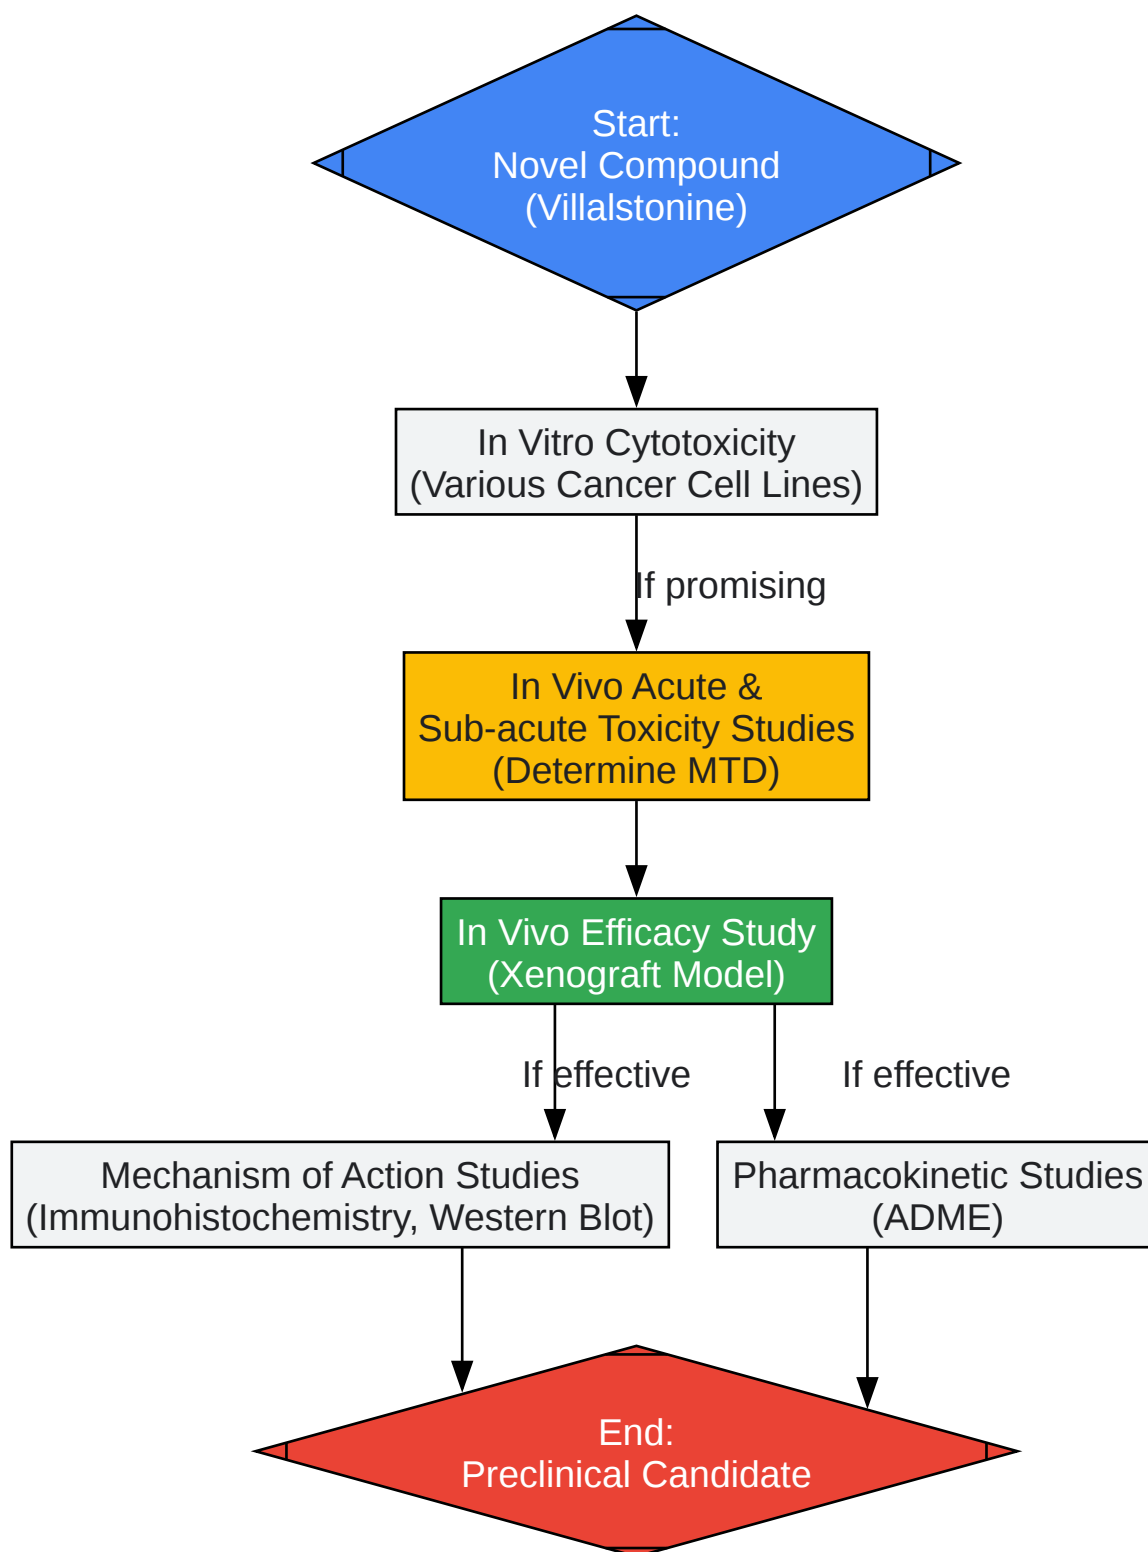 Start:
Novel Compound
(Villalstonine)
In Vitro Cytotoxicity
(Various Cancer Cell Lines)
If promising
In Vivo Acute &
Sub-acute Toxicity Studies
(Determine MTD)
In Vivo Efficacy Study
(Xenograft Model)
If effective
If effective
Mechanism of Action Studies
(Immunohistochemistry, Western Blot)
Pharmacokinetic Studies
(ADME)
End:
Preclinical Candidate